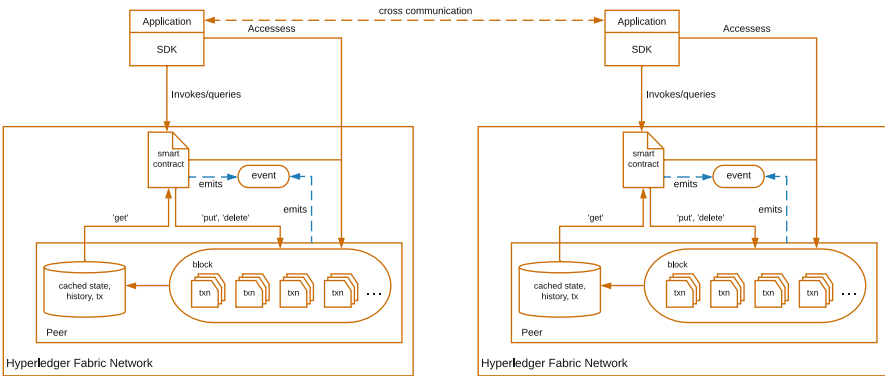 cross communication
Application
SDK
Accessess
Invokes/queries
smart
contract
emits
event
emits
'get'
'put', 'delete'
block
cached state,
history, tx
txn
txn
txn
txn
...
Peer
Hyperledger Fabric Network
Application
SDK
Accessess
Invokes/queries
smart
contract
emits
event
emits
'get'
'put', 'delete'
block
cached state,
history, tx
txn
txn
txn
txn
...
Peer
Hyperledger Fabric Network